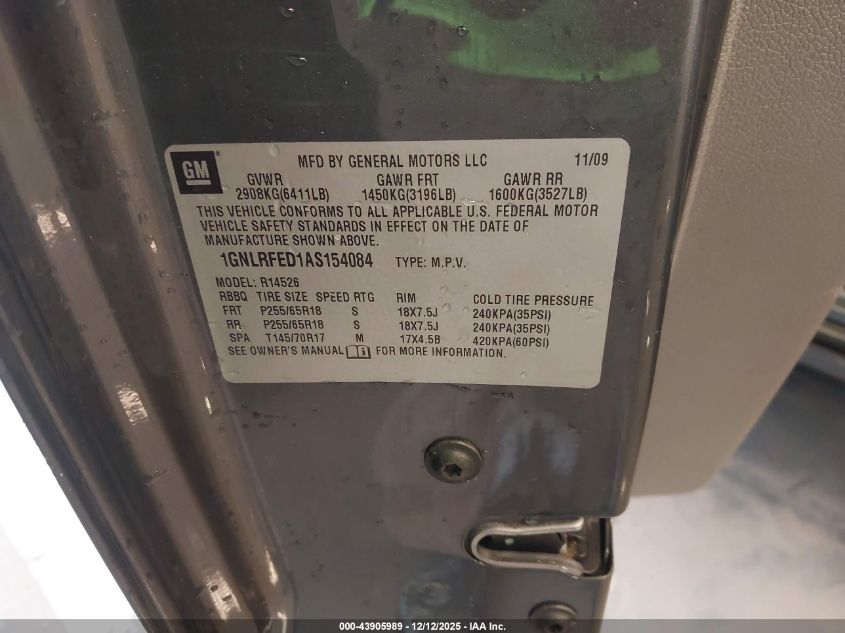 GM
MFD BY GENERAL MOTORS LLC 11/09
GVWR GAWR FRT GAWR RR
2908KG(6411LB) 1450KG(3196LB) 1600KG(3527LB)
THIS VEHICLE CONFORMS TO ALL APPLICABLE U.S. FEDERAL MOTOR
VEHICLE SAFETY STANDARDS IN EFFECT ON THE DATE OF
MANUFACTURE SHOWN ABOVE.
1GNLRFED1AS154084 TYPE: M.P.V.
MODEL: R14526
RBBQ TIRE SIZE SPEED RTG RIM COLD TIRE PRESSURE
FRT P255/65R18 S 18X7.5J 240KPA(35PSI)
RR P255/65R18 S 18X7.5J 240KPA(35PSI)
SPA T145/70R17 M 17X4.5B 420KPA(60PSI)
SEE OWNER'S MANUAL FOR MORE INFORMATION.
000-43905989 - 12/12/2025 - IAA Inc.